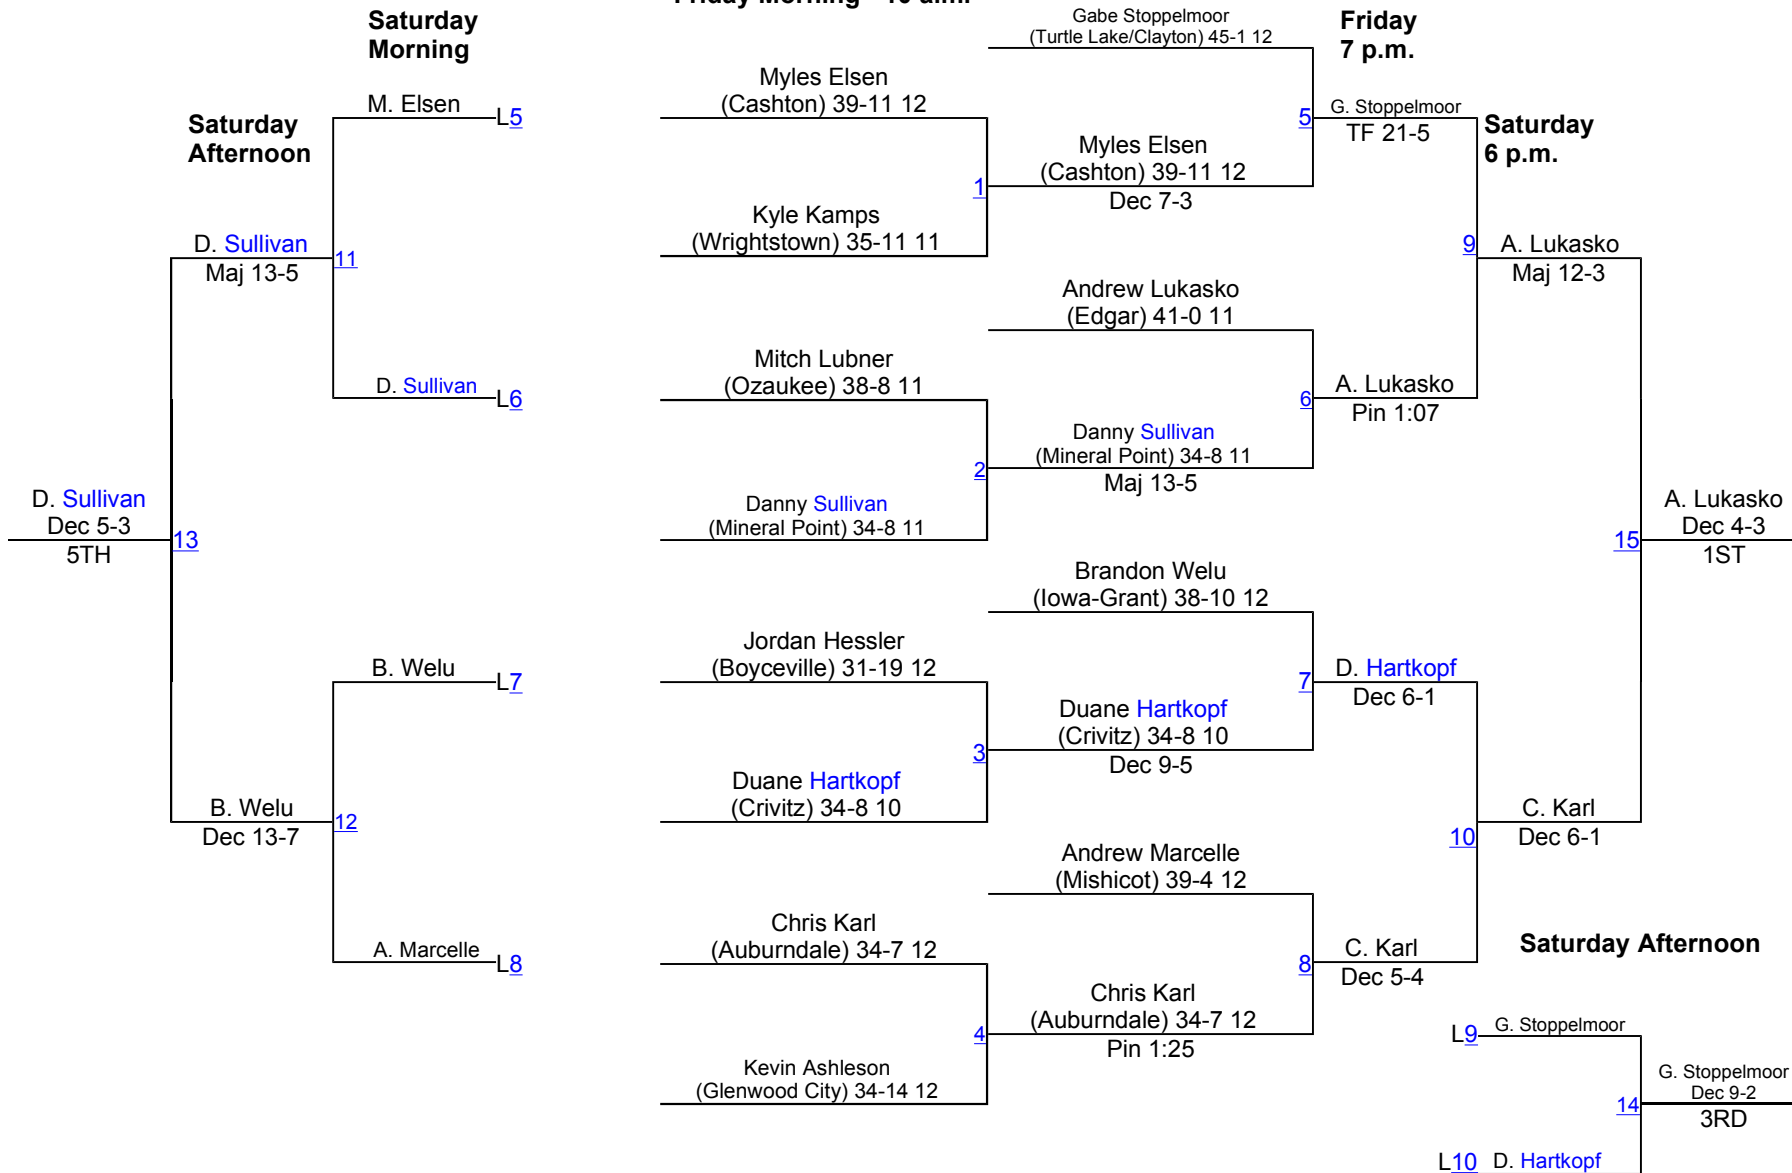 Friday Morning - 10 a.m.
Saturday
Morning
Saturday
Afternoon
M. Elsen
L5
D. Sullivan
Maj 13-5
11
D. Sullivan
L6
D. Sullivan
Dec 5-3
5TH
13
B. Welu
L7
B. Welu
Dec 13-7
12
A. Marcelle
L8
Myles Elsen
(Cashton) 39-11 12
Kyle Kamps
(Wrightstown) 35-11 11
1
Mitch Lubner
(Ozaukee) 38-8 11
Danny Sullivan
(Mineral Point) 34-8 11
2
Jordan Hessler
(Boyceville) 31-19 12
Duane Hartkopf
(Crivitz) 34-8 10
3
Chris Karl
(Auburndale) 34-7 12
Kevin Ashleson
(Glenwood City) 34-14 12
4
Gabe Stoppelmoor
(Turtle Lake/Clayton) 45-1 12
Myles Elsen
(Cashton) 39-11 12
Dec 7-3
5
Andrew Lukasko
(Edgar) 41-0 11
Danny Sullivan
(Mineral Point) 34-8 11
Maj 13-5
6
Brandon Welu
(Iowa-Grant) 38-10 12
Duane Hartkopf
(Crivitz) 34-8 10
Dec 9-5
7
Andrew Marcelle
(Mishicot) 39-4 12
Chris Karl
(Auburndale) 34-7 12
Pin 1:25
8
Friday
7 p.m.
G. Stoppelmoor
TF 21-5
9
A. Lukasko
Pin 1:07
D. Hartkopf
Dec 6-1
10
C. Karl
Dec 5-4
Saturday
6 p.m.
A. Lukasko
Maj 12-3
15
C. Karl
Dec 6-1
A. Lukasko
Dec 4-3
1ST
Saturday Afternoon
L9 G. Stoppelmoor
14
L10 D. Hartkopf
G. Stoppelmoor
Dec 9-2
3RD